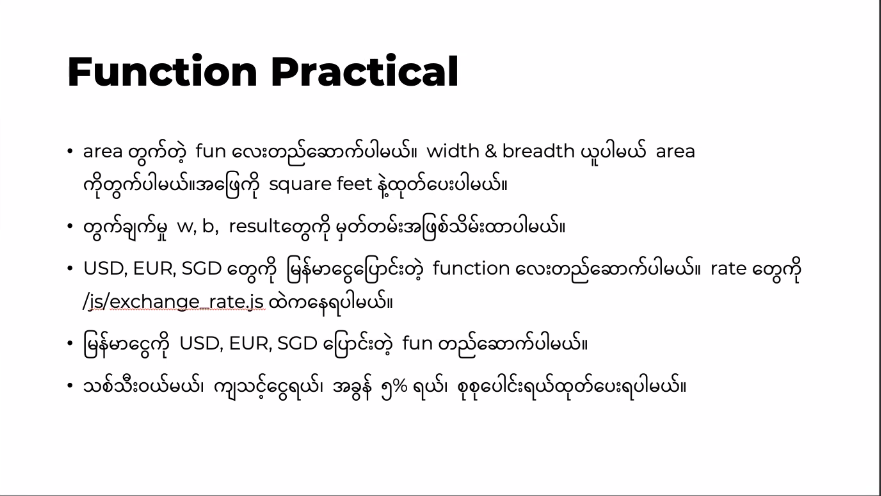 Function Practical
• area တွက်တဲ့ fun လေးတည်ဆောက်ပါမယ်။ width & breadth ယူပါမယ် area
ကိုတွက်ပါမယ်။အဖြေကို square feet နဲ့ထုတ်ပေးပါမယ်။
• တွက်ချက်မှု w, b, resultတွေကို မှတ်တမ်းအဖြစ်သိမ်းထာပါမယ်။
• USD, EUR, SGD တွေကို မြန်မာငွေပြောင်းတဲ့ function လေးတည်ဆောက်ပါမယ်။ rate တွေကို
/js/exchange_rate.js ထဲကနေရပါမယ်။
• မြန်မာငွေကို USD, EUR, SGD ပြောင်းတဲ့ fun တည်ဆောက်ပါမယ်။
• သစ်သီးဝယ်မယ်၊ ကျသင့်ငွေရယ်၊ အခွန် ၅% ရယ်၊ စုစုပေါင်းရယ်ထုတ်ပေးရပါမယ်။